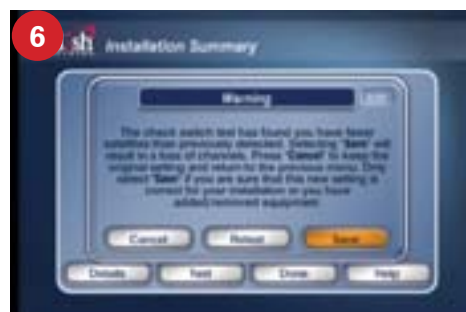 6
dish
Installation Summary
Warning
The check switch test has found you have fewer
satellites than previously detected. Selecting "Save" will
result in a loss of channels. Press "Cancel" to keep the
original setting and return to the previous menu. Only
select "Save" if you are sure that this new setting is
correct for your installation or you have
added/removed equipment.
Cancel Retest Save
Details Test Done Help